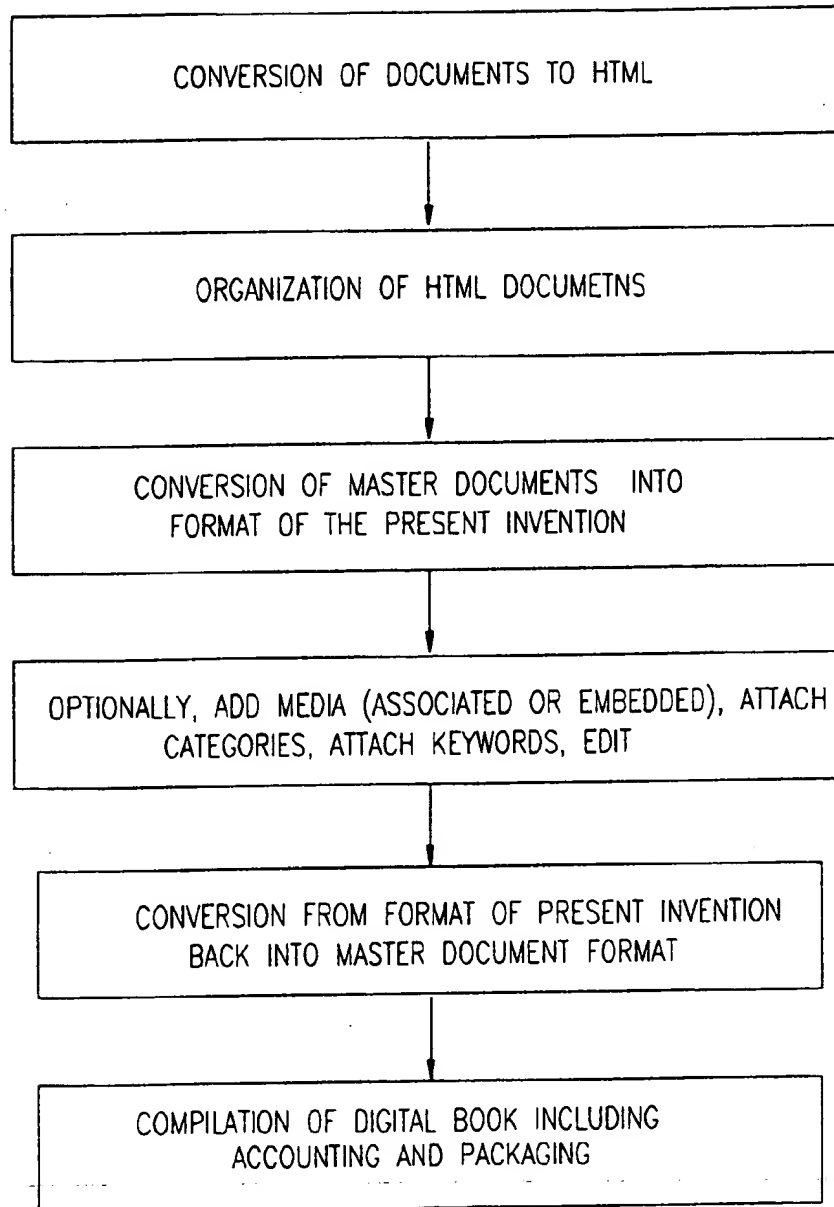 CONVERSION OF DOCUMENTS TO HTML
ORGANIZATION OF HTML DOCUMETNS
CONVERSION OF MASTER DOCUMENTS INTO
FORMAT OF THE PRESENT INVENTION
OPTIONALLY, ADD MEDIA (ASSOCIATED OR EMBEDDED), ATTACH
CATEGORIES, ATTACH KEYWORDS, EDIT
CONVERSION FROM FORMAT OF PRESENT INVENTION
BACK INTO MASTER DOCUMENT FORMAT
COMPILATION OF DIGITAL BOOK INCLUDING
ACCOUNTING AND PACKAGING